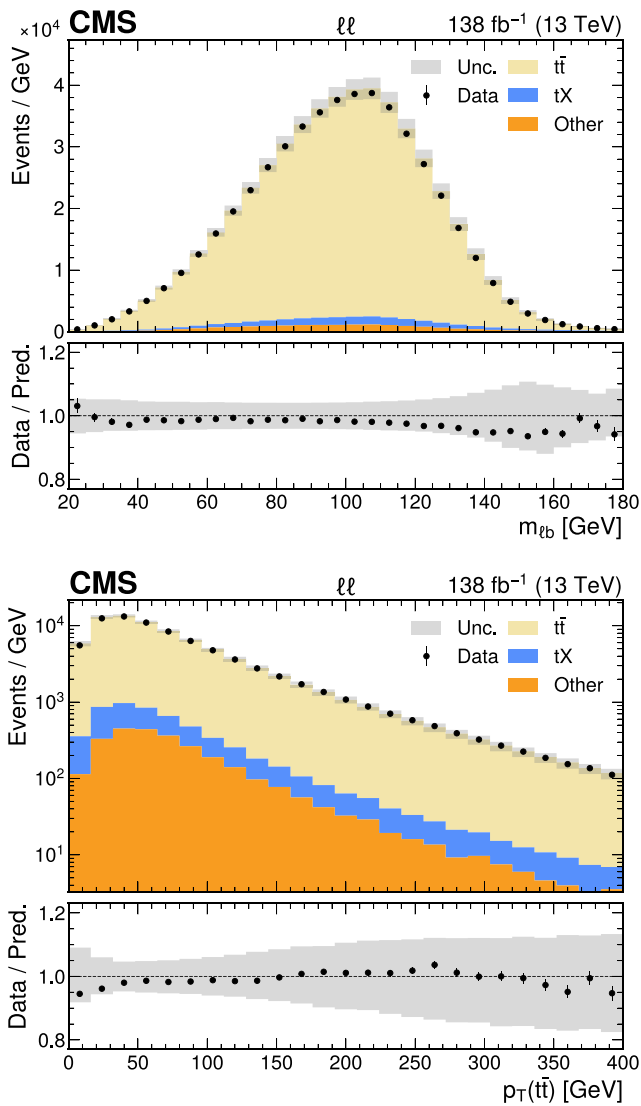 CMS ℓℓ 138 fb⁻¹ (13 TeV)
×10⁴
Events / GeV
4
2
0
Unc.
Data
tt̄
tX
Other
Data / Pred.
1.2
1.0
0.8
20 40 60 80 100 120 140 160 180
m_ℓb [GeV]
CMS ℓℓ 138 fb⁻¹ (13 TeV)
Events / GeV
10⁴
10³
10²
10¹
Unc.
Data
tt̄
tX
Other
Data / Pred.
1.2
1.0
0.8
0 50 100 150 200 250 300 350 400
p_T(tt̄) [GeV]